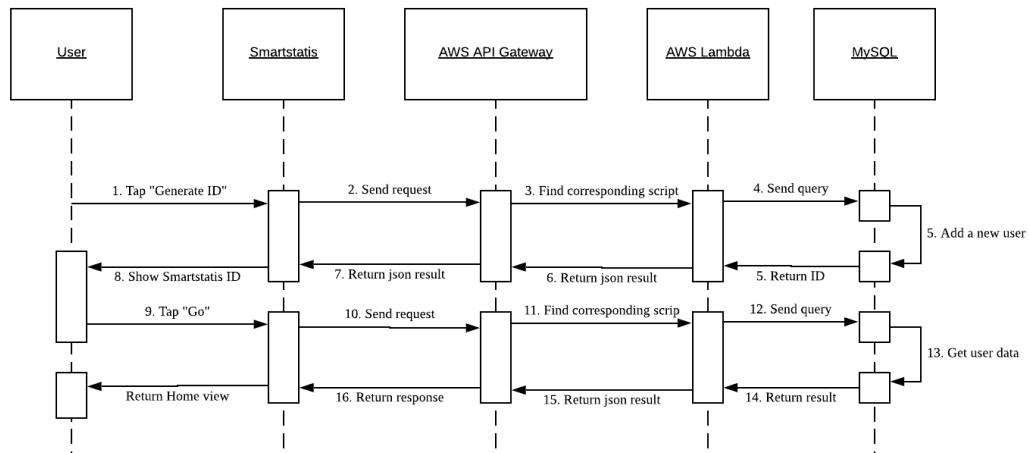 User
Smartstatis
AWS API Gateway
AWS Lambda
MySQL
1. Tap "Generate ID"
2. Send request
3. Find corresponding script
4. Send query
5. Add a new user
8. Show Smartstatis ID
7. Return json result
6. Return json result
5. Return ID
9. Tap "Go"
10. Send request
11. Find corresponding scrip
12. Send query
13. Get user data
Return Home view
16. Return response
15. Return json result
14. Return result